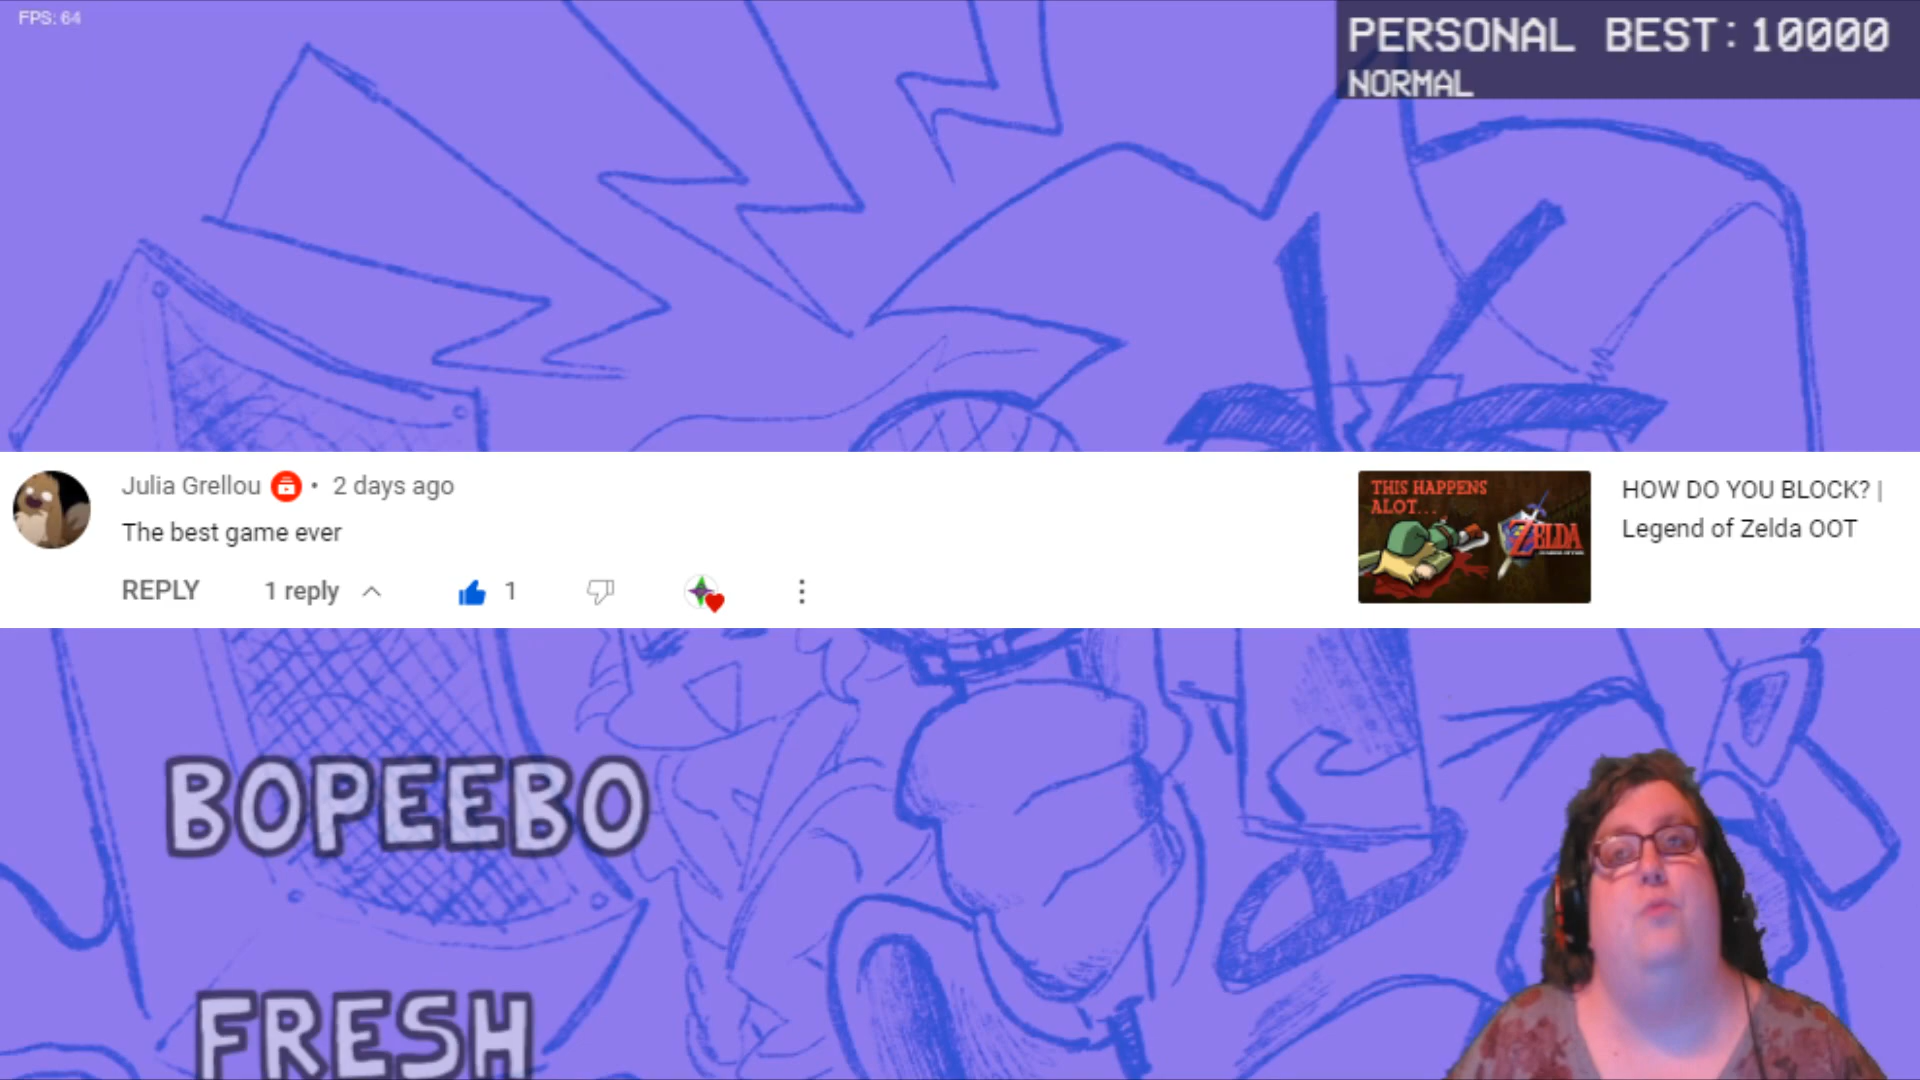 FPS: 64
PERSONAL BEST:10000
NORMAL
Julia Grellou • 2 days ago
The best game ever
REPLY 1 reply 1
THIS HAPPENS
ALOT...
ZELDA
HOW DO YOU BLOCK? |
Legend of Zelda OOT
BOPEEBO
FRESH